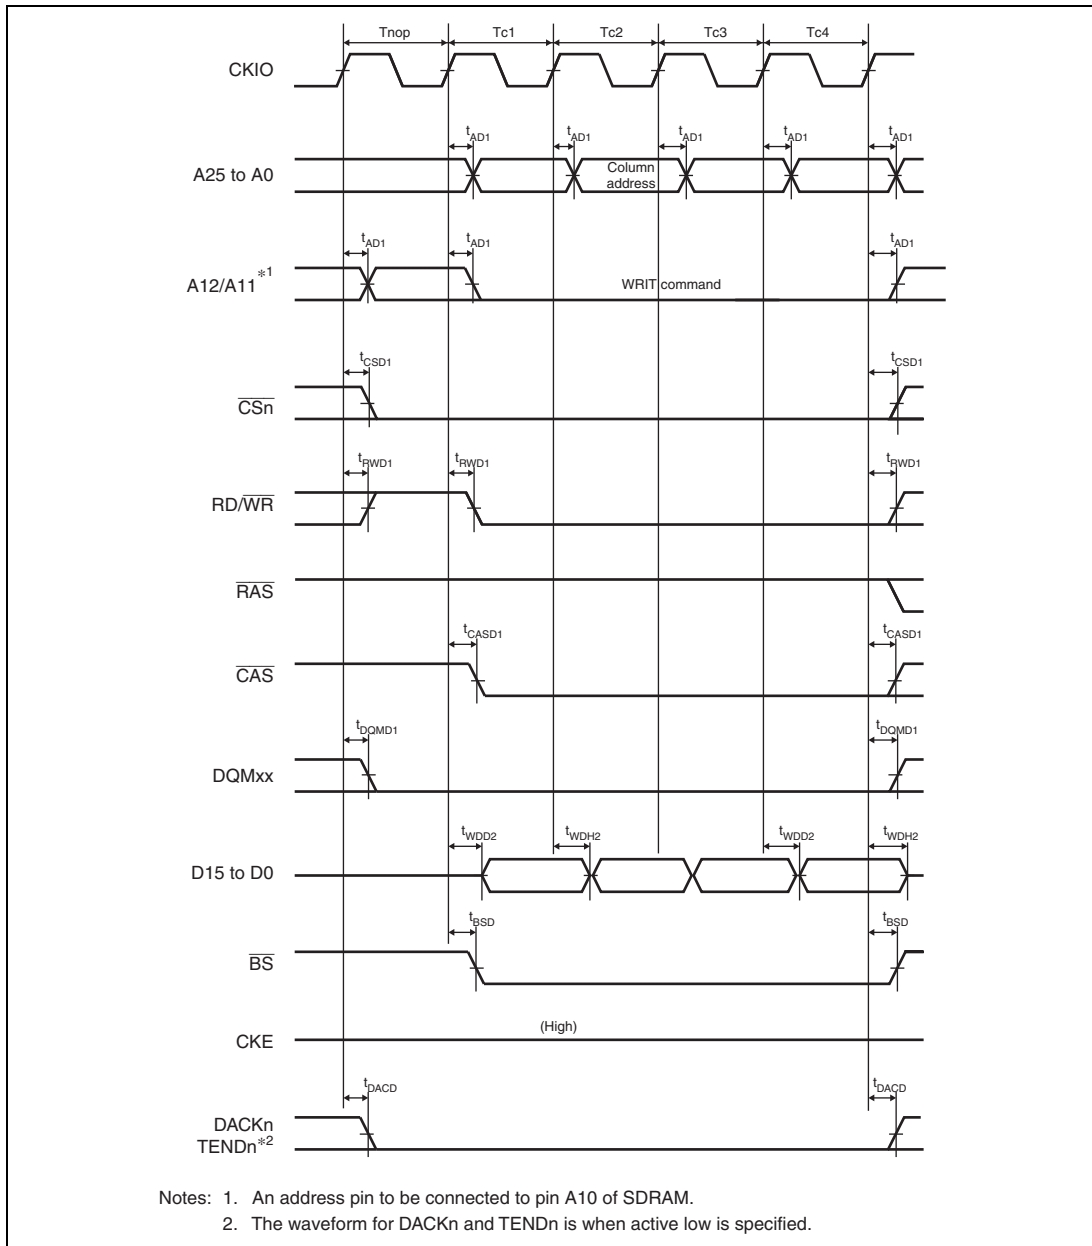 Tnop Tc1 Tc2 Tc3 Tc4
CKIO
tAD1 tAD1 tAD1 tAD1 tAD1
A25 to A0
Column
address
tAD1 tAD1 tAD1
A12/A11*1
WRIT command
tCSD1 tCSD1
CSn
tRWD1 tRWD1 tRWD1
RD/WR
RAS
tCASD1 tCASD1
CAS
tDQMD1 tDQMD1
DQMxx
tWDD2 tWDH2 tWDD2 tWDH2
D15 to D0
tBSD tBSD
BS
(High)
CKE
tDACD tDACD
DACKn
TENDn*2
Notes: 1. An address pin to be connected to pin A10 of SDRAM.
2. The waveform for DACKn and TENDn is when active low is specified.